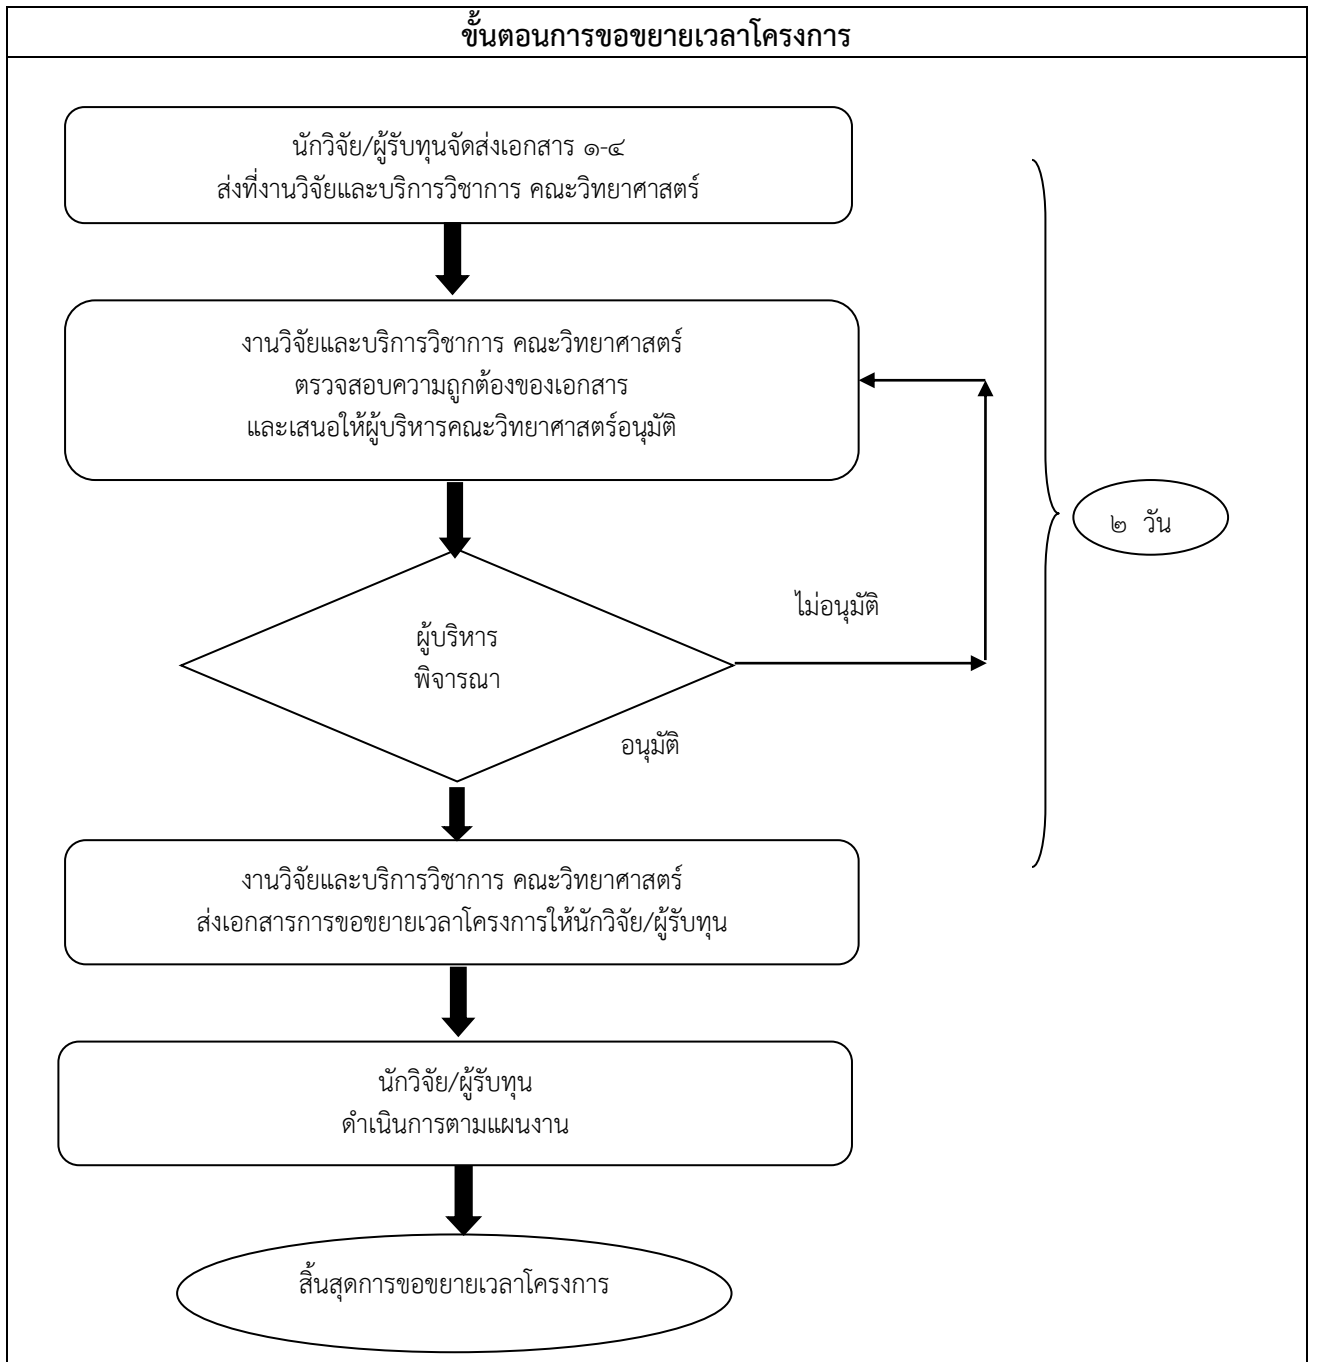 ขั้นตอนการขอขยายเวลาโครงการ
นักวิจัย/ผู้รับทุนจัดส่งเอกสาร ๑-๔
ส่งที่งานวิจัยและบริการวิชาการ คณะวิทยาศาสตร์
งานวิจัยและบริการวิชาการ คณะวิทยาศาสตร์
ตรวจสอบความถูกต้องของเอกสาร
และเสนอให้ผู้บริหารคณะวิทยาศาสตร์อนุมัติ
๒ วัน
ไม่อนุมัติ
ผู้บริหาร
พิจารณา
อนุมัติ
งานวิจัยและบริการวิชาการ คณะวิทยาศาสตร์
ส่งเอกสารการขอขยายเวลาโครงการให้นักวิจัย/ผู้รับทุน
นักวิจัย/ผู้รับทุน
ดำเนินการตามแผนงาน
สิ้นสุดการขอขยายเวลาโครงการ